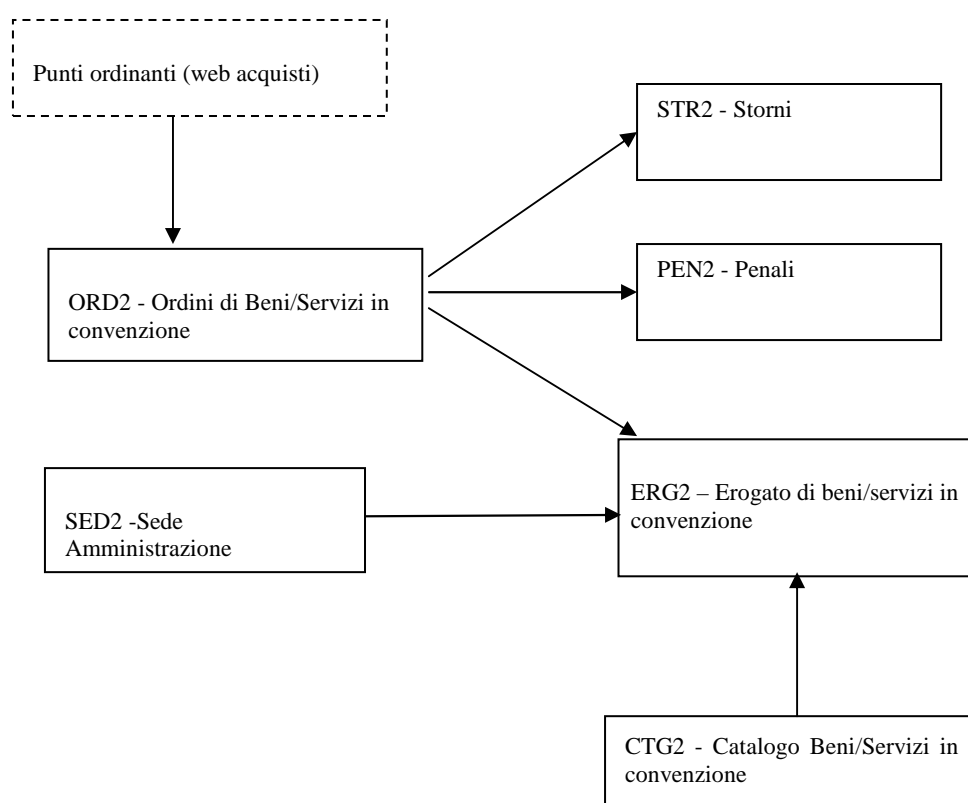 Punti ordinanti (web acquisti)
STR2 - Storni
PEN2 - Penali
ORD2 - Ordini di Beni/Servizi in
convenzione
ERG2 – Erogato di beni/servizi in
convenzione
SED2 -Sede
Amministrazione
CTG2 - Catalogo Beni/Servizi in
convenzione